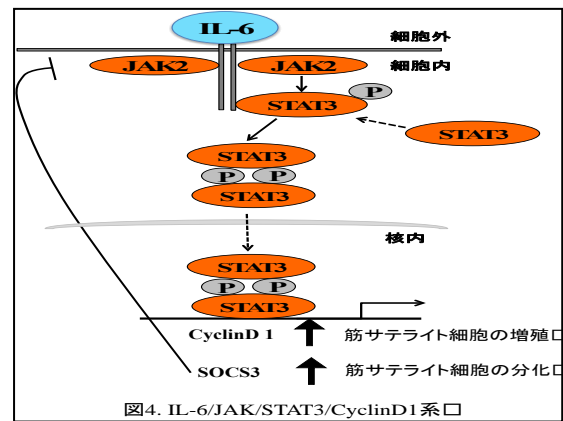 IL-6
細胞外
JAK2
JAK2
細胞内
P
STAT3
STAT3
STAT3
P P
STAT3
核内
STAT3
P P
STAT3
CyclinD 1 筋サテライト細胞の増殖□
SOCS3 筋サテライト細胞の分化□
図4. IL-6/JAK/STAT3/CyclinD1系□